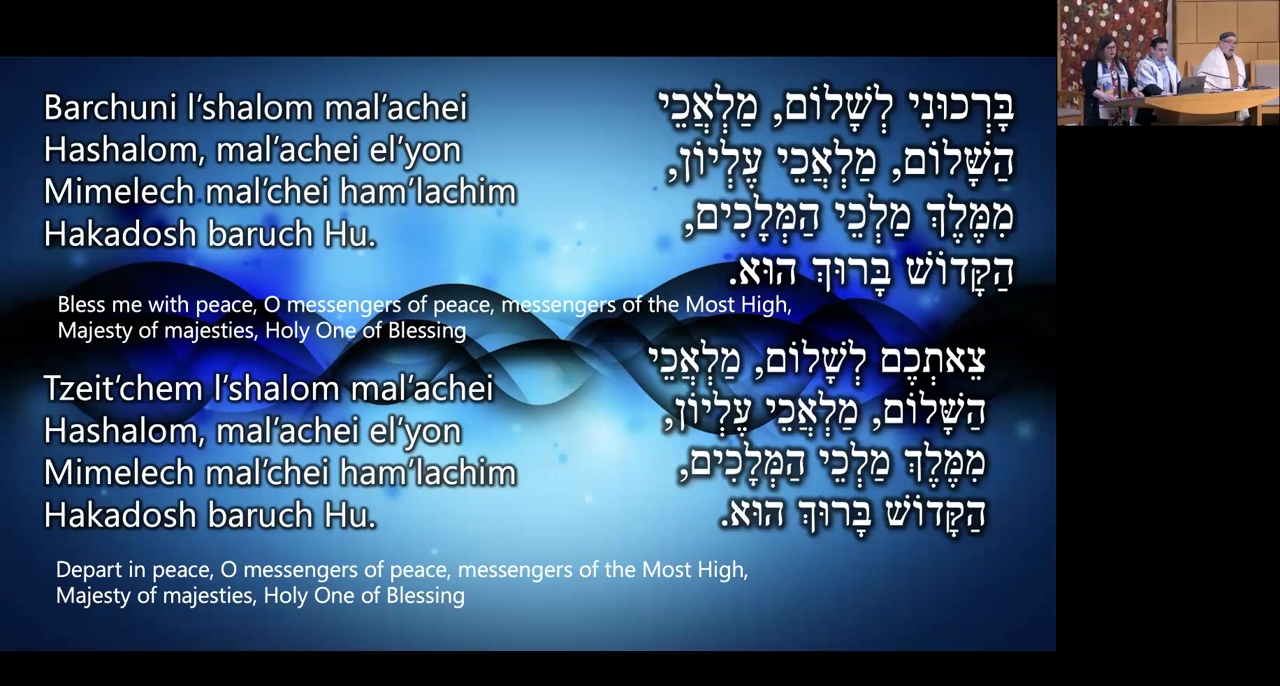 Barchuni l’shalom mal’achei
Hashalom, mal’achei el’yon
Mimelech mal’chei ham’lachim
Hakadosh baruch Hu.
בָּרְכוּנִי לְשָׁלוֹם, מַלְאֲכֵי
הַשָּׁלוֹם, מַלְאֲכֵי עֶלְיוֹן,
מִמֶּלֶךְ מַלְכֵי הַמְּלָכִים,
הַקָּדוֹשׁ בָּרוּךְ הוּא.
Bless me with peace, O messengers of peace, messengers of the Most High,
Majesty of majesties, Holy One of Blessing
Tzeit’chem l’shalom mal’achei
Hashalom, mal’achei el’yon
Mimelech mal’chei ham’lachim
Hakadosh baruch Hu.
צֵאתְכֶם לְשָׁלוֹם, מַלְאֲכֵי
הַשָּׁלוֹם, מַלְאֲכֵי עֶלְיוֹן,
מִמֶּלֶךְ מַלְכֵי הַמְּלָכִים,
הַקָּדוֹשׁ בָּרוּךְ הוּא.
Depart in peace, O messengers of peace, messengers of the Most High,
Majesty of majesties, Holy One of Blessing